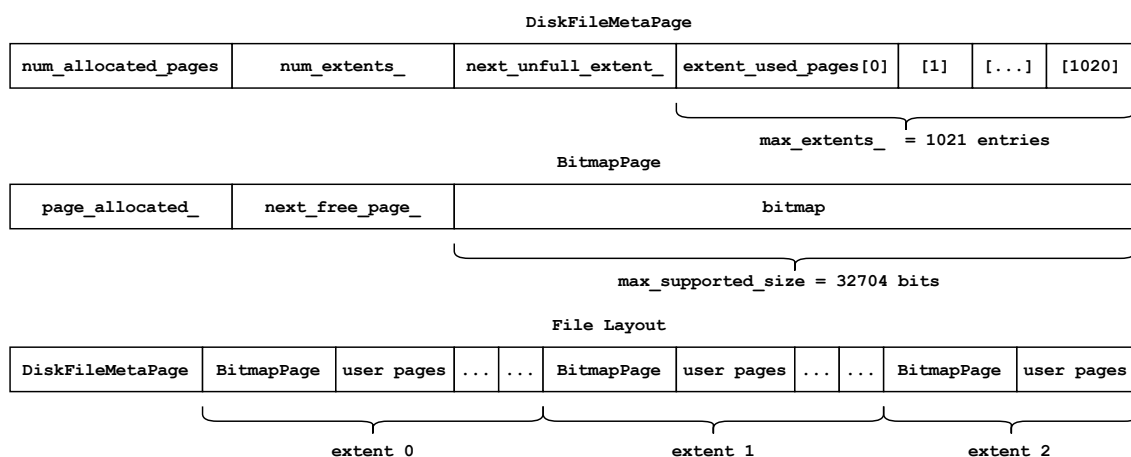 DiskFileMetaPage
num_allocated_pages num_extents_ next_unfull_extent_ extent_used_pages[0] [1] [...] [1020]
max_extents_ = 1021 entries
BitmapPage
page_allocated_ next_free_page_ bitmap
max_supported_size = 32704 bits
File Layout
DiskFileMetaPage BitmapPage user pages ... ... BitmapPage user pages ... ... BitmapPage user pages
extent 0 extent 1 extent 2